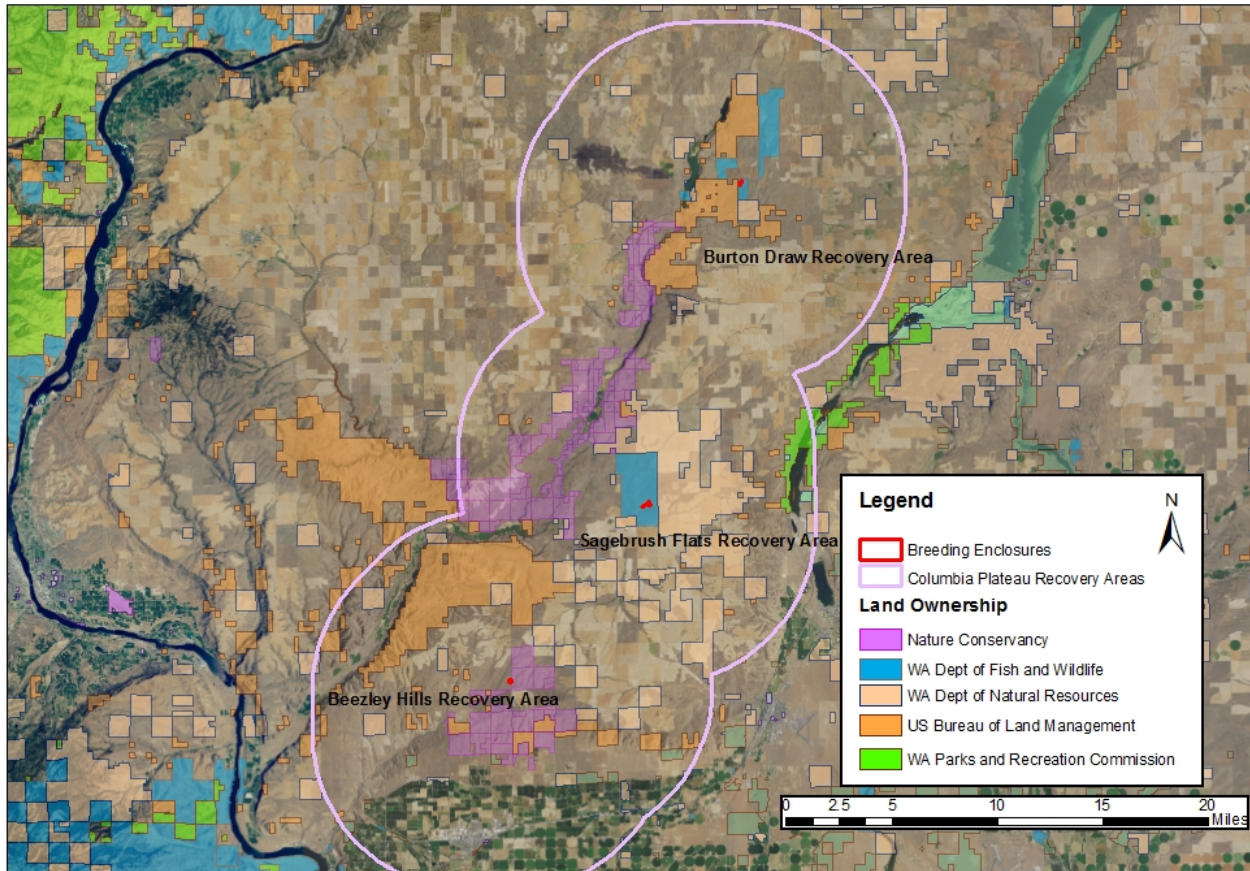 Burton Draw Recovery Area
Sagebrush Flats Recovery Area
Beezley Hills Recovery Area
Legend
N
Breeding Enclosures
Columbia Plateau Recovery Areas
Land Ownership
Nature Conservancy
WA Dept of Fish and Wildlife
WA Dept of Natural Resources
US Bureau of Land Management
WA Parks and Recreation Commission
0 2.5 5 10 15 20
Miles